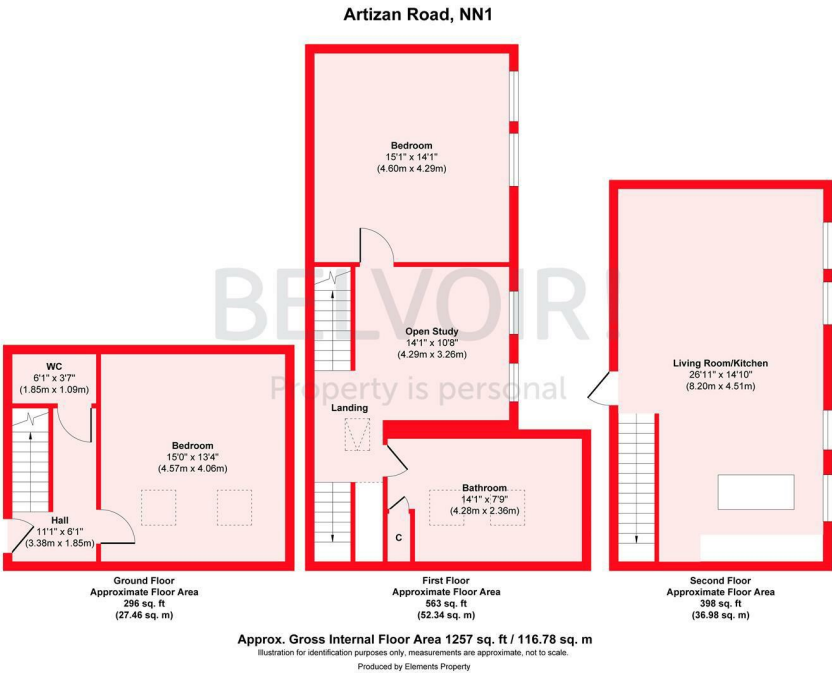 Artizan Road, NN1
BELVOIR!
Property is personal
WC
6'1" x 3'7"
(1.85m x 1.09m)
Bedroom
15'0" x 13'4"
(4.57m x 4.06m)
Hall
11'1" x 6'1"
(3.38m x 1.85m)
Ground Floor
Approximate Floor Area
296 sq. ft
(27.46 sq. m)
Bedroom
15'1" x 14'1"
(4.60m x 4.29m)
Open Study
14'1" x 10'8"
(4.29m x 3.26m)
Landing
Bathroom
14'1" x 7'9"
(4.28m x 2.36m)
C
First Floor
Approximate Floor Area
563 sq. ft
(52.34 sq. m)
Living Room/Kitchen
26'11" x 14'10"
(8.20m x 4.51m)
Second Floor
Approximate Floor Area
398 sq. ft
(36.98 sq. m)
Approx. Gross Internal Floor Area 1257 sq. ft / 116.78 sq. m
Illustration for identification purposes only, measurements are approximate, not to scale.
Produced by Elements Property